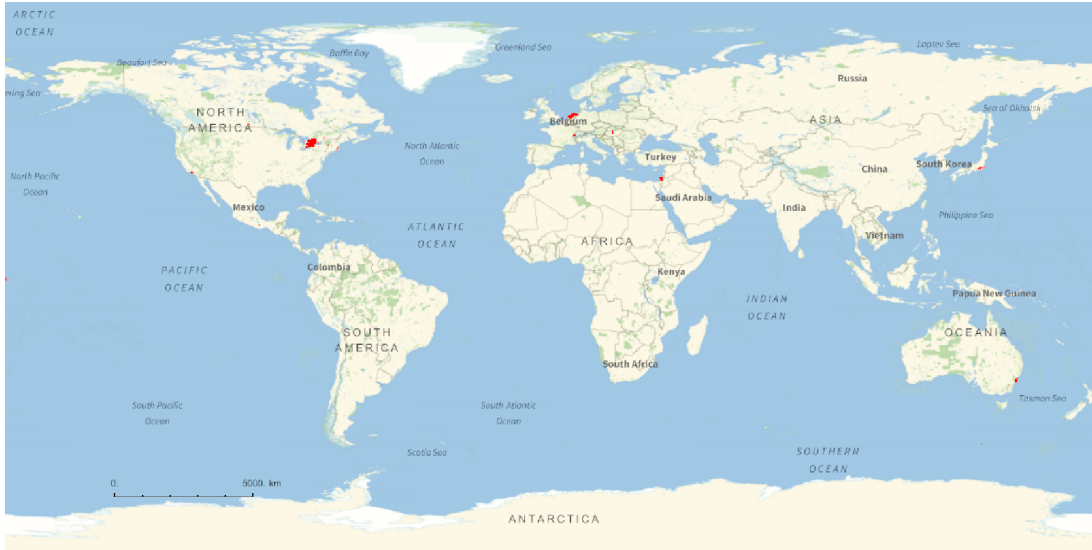 ARCTIC
OCEAN
Beaufort Sea
Baffin Bay
Greenland Sea
Laptev Sea
ering Sea
NORTH
AMERICA
Russia
ASIA
Sea of Okhotsk
Belgium
North Atlantic
Ocean
Turkey
China
South Korea
North Pacific
Ocean
Mexico
Saudi Arabia
India
Philippine Sea
ATLANTIC
OCEAN
AFRICA
Vietnam
PACIFIC
OCEAN
Colombia
Kenya
INDIAN
OCEAN
Papua New Guinea
SOUTH
AMERICA
OCEANIA
South Africa
South Pacific
Ocean
South Atlantic
Ocean
Tasman Sea
Scotia Sea
SOUTHERN
OCEAN
0.
5000. km
ANTARCTICA